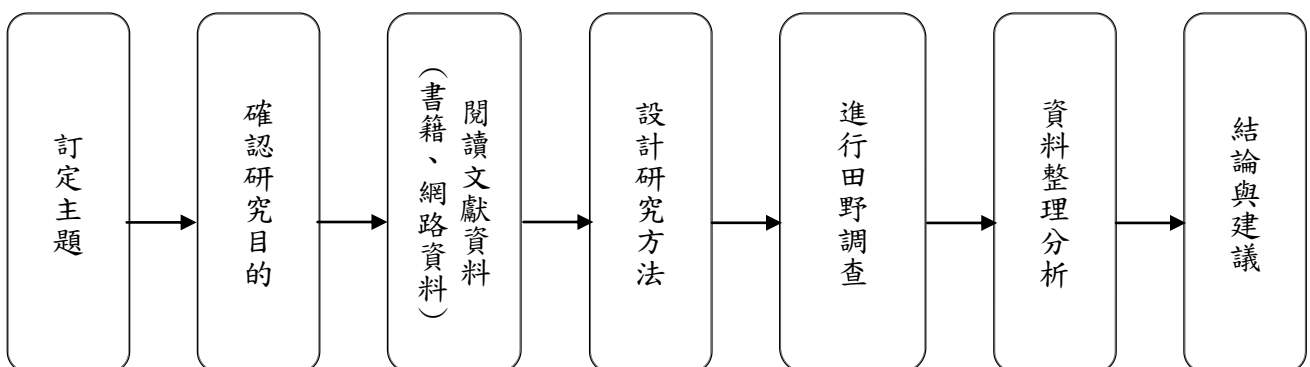 訂定主題
確認研究目的
閱讀文獻資料
（書籍、網路資料）
設計研究方法
進行田野調查
資料整理分析
結論與建議